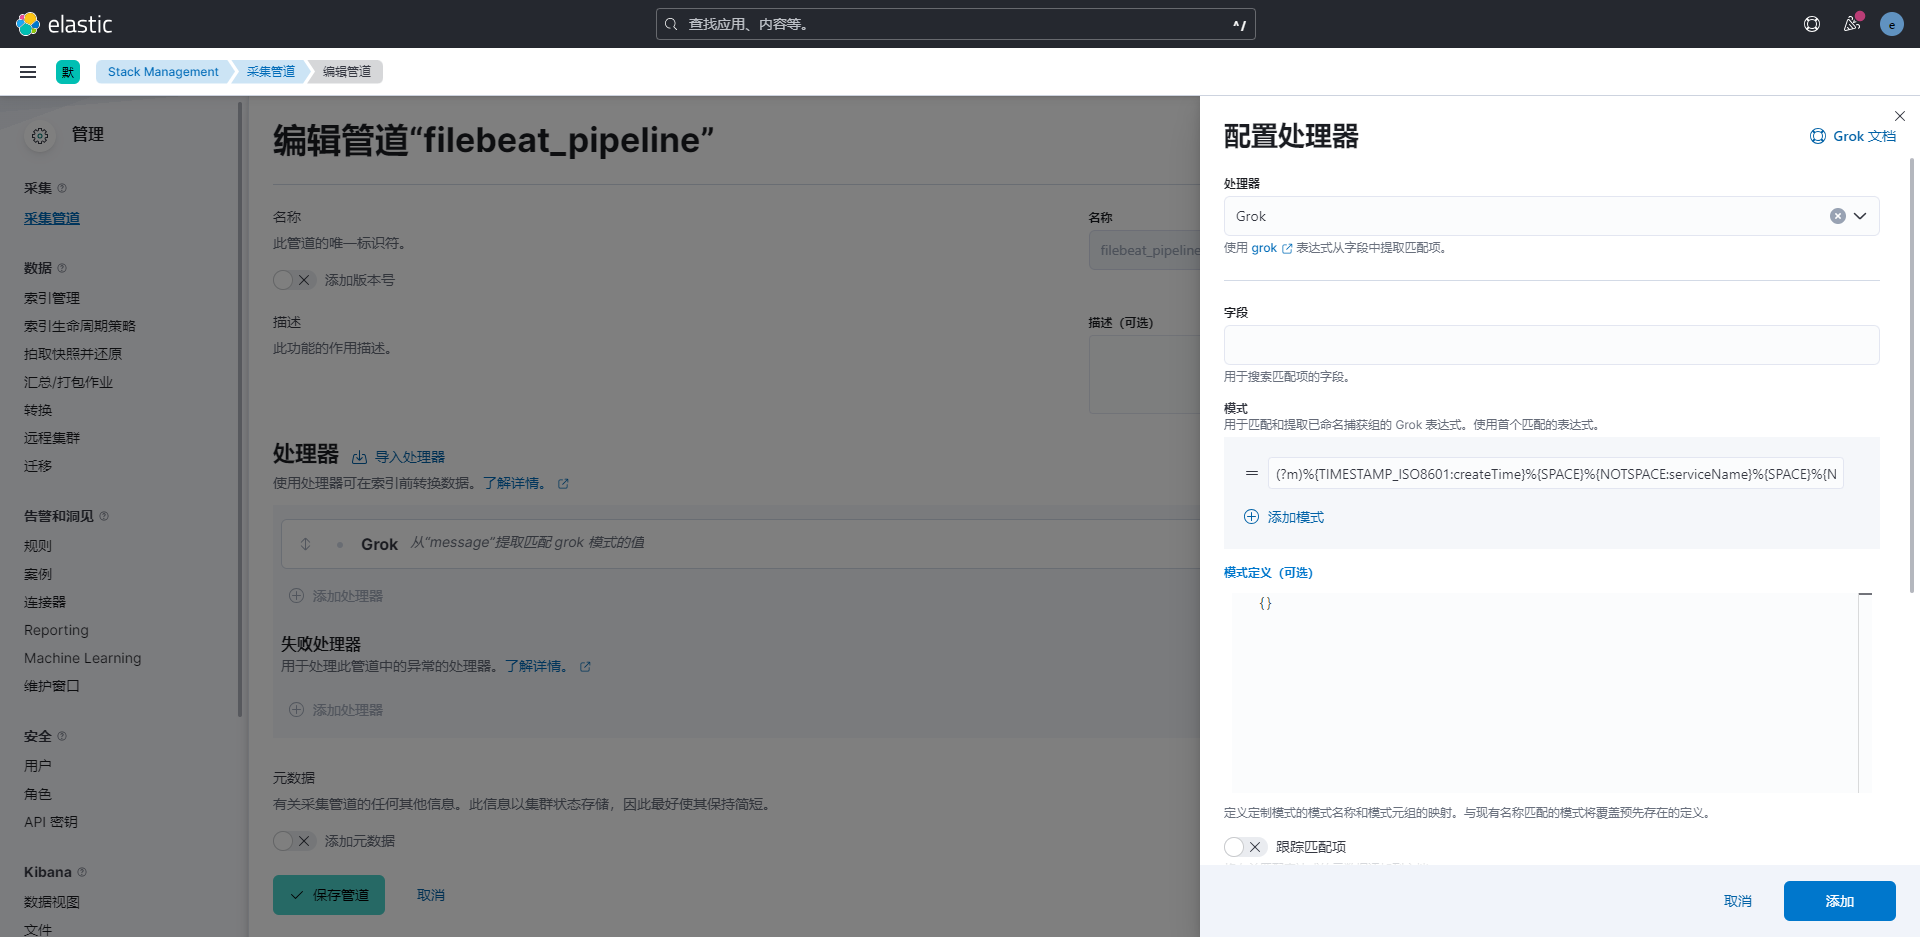 elastic
查找应用、内容等。
^/
e
默
Stack Management
采集管道
编辑管道
管理
采集
采集管道
数据
索引管理
索引生命周期策略
拍取快照并还原
汇总/打包作业
转换
远程集群
迁移
告警和洞见
规则
案例
连接器
Reporting
Machine Learning
维护窗口
安全
用户
角色
API 密钥
Kibana
数据视图
文件
编辑管道“filebeat_pipeline”
名称
此管道的唯一标识符。
添加版本号
名称
filebeat_pipeline
描述
此功能的作用描述。
描述（可选）
处理器
导入处理器
使用处理器可在索引前转换数据。了解详情。
Grok 从“message”提取匹配 grok 模式的值
添加处理器
失败处理器
用于处理此管道中的异常的处理器。了解详情。
添加处理器
元数据
有关采集管道的任何其他信息。此信息以集群状态存储，因此最好使其保持简短。
添加元数据
保存管道
取消
配置处理器
Grok 文档
处理器
Grok
使用 grok 表达式从字段中提取匹配项。
字段
用于搜索匹配项的字段。
模式
用于匹配和提取已命名捕获组的 Grok 表达式。使用首个匹配的表达式。
(?m)%{TIMESTAMP_ISO8601:createTime}%{SPACE}%{NOTSPACE:serviceName}%{SPACE}%{N
添加模式
模式定义（可选）
{}
定义定制模式的模式名称和模式元组的映射。与现有名称匹配的模式将覆盖预先存在的定义。
跟踪匹配项
取消
添加